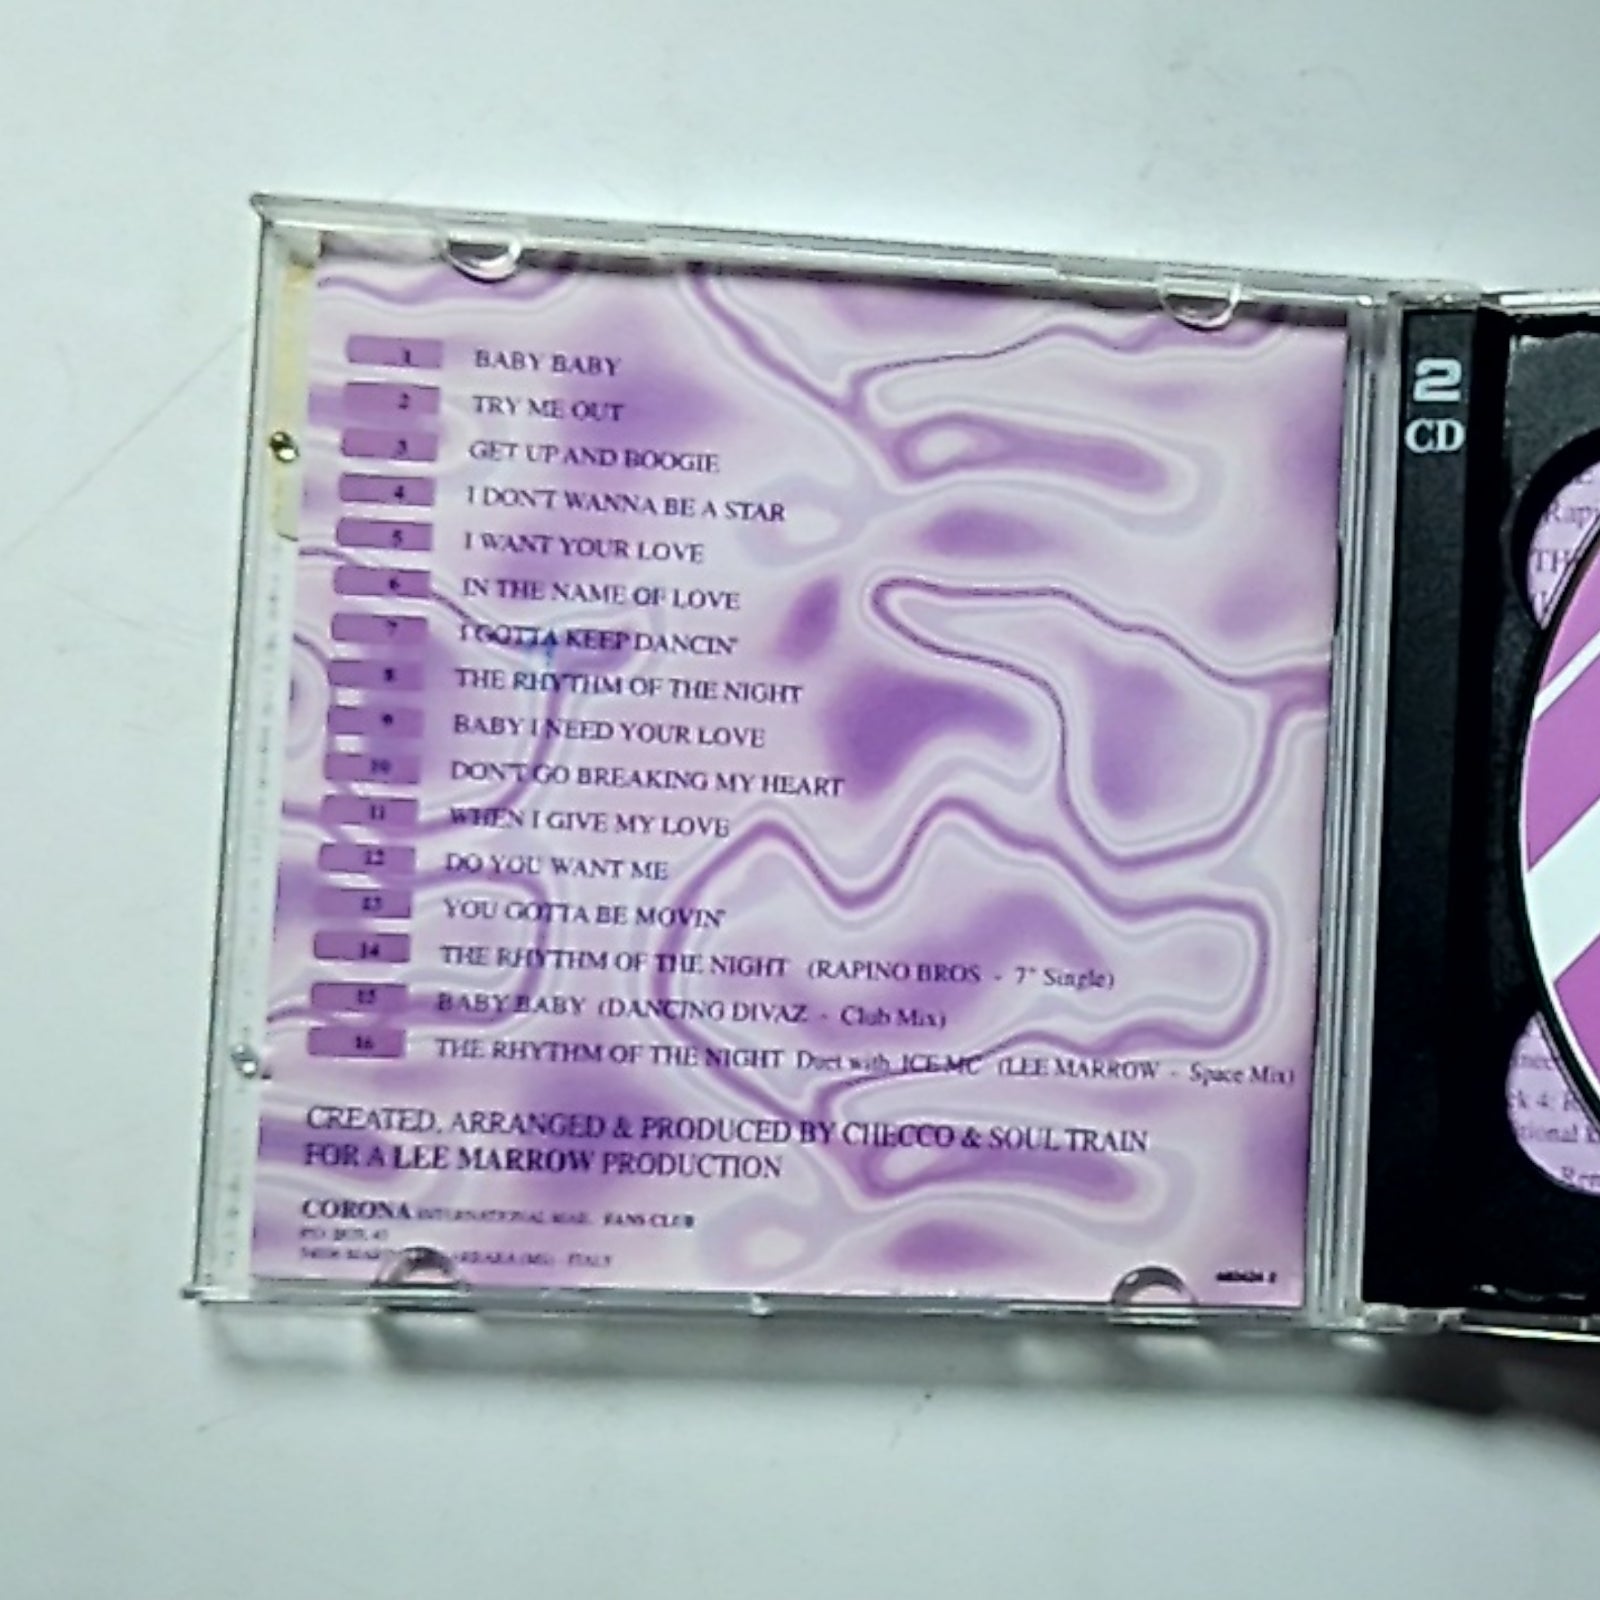 1 BABY BABY
2 TRY ME OUT
3 GET UP AND BOOGIE
4 I DON'T WANNA BE A STAR
5 I WANT YOUR LOVE
6 IN THE NAME OF LOVE
7 I GOTTA KEEP DANCIN'
8 THE RHYTHM OF THE NIGHT
9 BABY I NEED YOUR LOVE
10 DON'T GO BREAKING MY HEART
11 WHEN I GIVE MY LOVE
12 DO YOU WANT ME
13 YOU GOTTA BE MOVIN'
14 THE RHYTHM OF THE NIGHT (RAPINO BROS - 7" Single)
15 BABY BABY (DANCING DIVAZ - Club Mix)
16 THE RHYTHM OF THE NIGHT Duet with ICE MC (LEE MARROW - Space Mix)
CREATED, ARRANGED & PRODUCED BY CHECCO & SOUL TRAIN
FOR A LEE MARROW PRODUCTION
CORONA INTERNATIONAL MAIL FANS CLUB
ITALY
2
CD